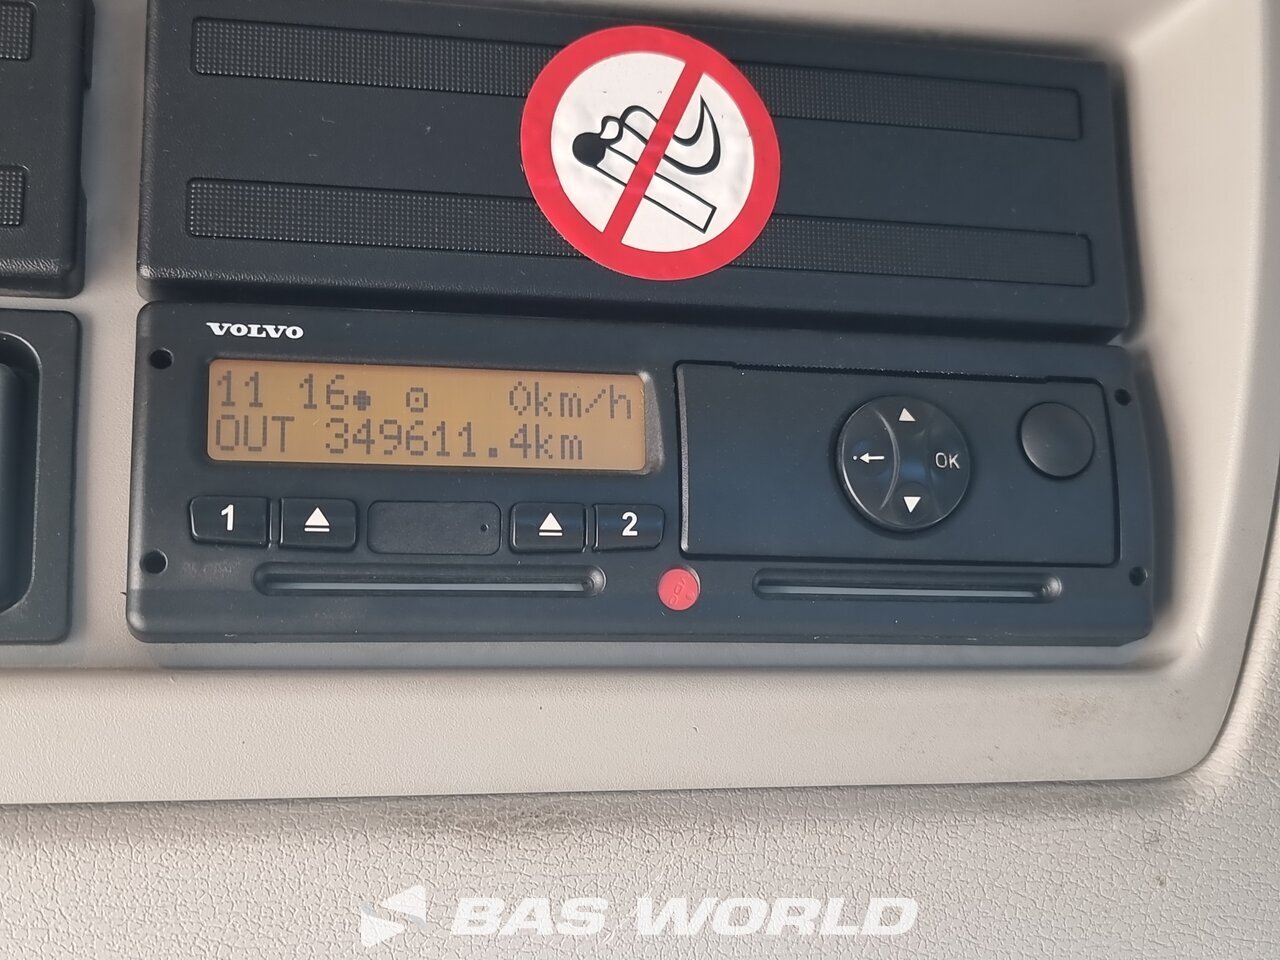 VOLVO
11 16 0km/h
OUT 349611.4km
1
2
OK
BAS WORLD